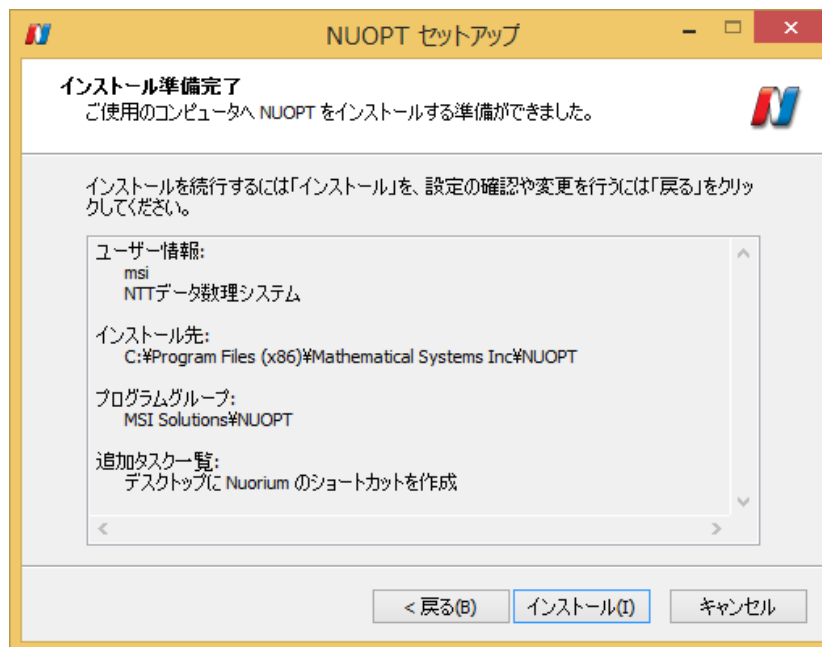 NUOPT セットアップ
インストール準備完了
ご使用のコンピュータへ NUOPT をインストールする準備ができました。
インストールを続行するには「インストール」を、設定の確認や変更を行うには「戻る」をクリッ
クしてください。
ユーザー情報:
msi
NTTデータ数理システム
インストール先:
C:¥Program Files (x86)¥Mathematical Systems Inc¥NUOPT
プログラムグループ:
MSI Solutions¥NUOPT
追加タスク一覧:
デスクトップに Nuorium のショートカットを作成
< 戻る(B) インストール(I) キャンセル